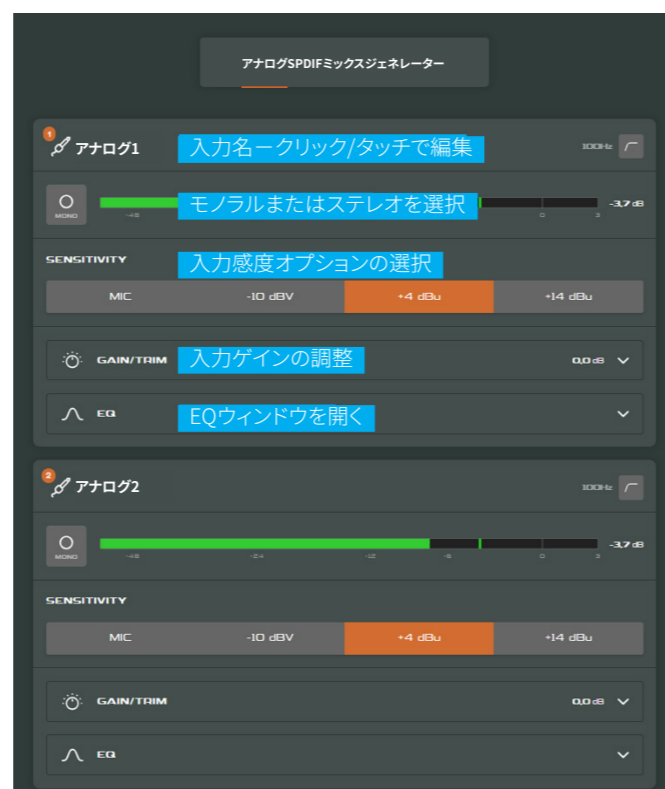 アナログSPDIFミックスジェネレーター
1
アナログ1
入力名－クリック/タッチで編集
100Hz
MONO
モノラルまたはステレオを選択
-3,7 dB
-48
0
3
SENSITIVITY
入力感度オプションの選択
MIC
-10 dBV
+4 dBu
+14 dBu
GAIN/TRIM
入力ゲインの調整
0,0 dB
EQ
EQウィンドウを開く
2
アナログ2
100Hz
MONO
-3,7 dB
-48
-24
-12
-6
0
3
SENSITIVITY
MIC
-10 dBV
+4 dBu
+14 dBu
GAIN/TRIM
0,0 dB
EQ